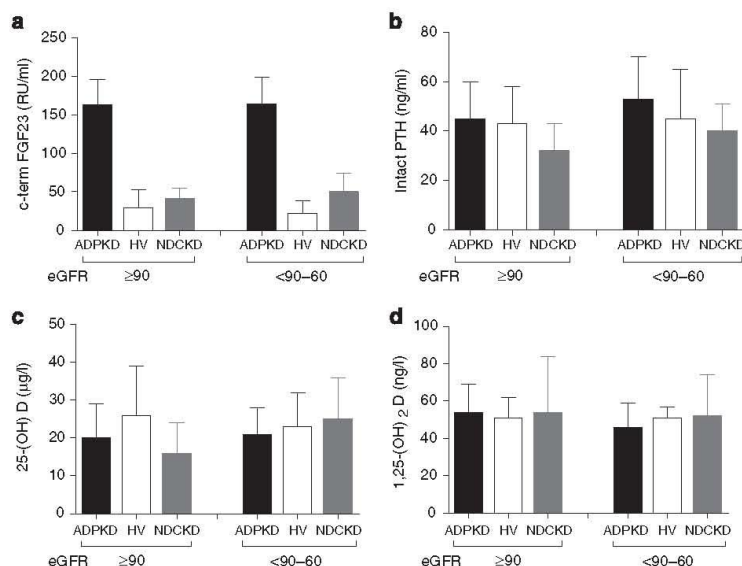 a
c-term FGF23 (RU/ml)
250
200
150
100
50
0
ADPKD HV NDCKD ADPKD HV NDCKD
eGFR ≥90 <90–60
b
Intact PTH (ng/ml)
80
60
40
20
0
ADPKD HV NDCKD ADPKD HV NDCKD
eGFR ≥90 <90–60
c
25-(OH) D (μg/l)
50
40
30
20
10
0
ADPKD HV NDCKD ADPKD HV NDCKD
eGFR ≥90 <90–60
d
1,25-(OH) 2 D (ng/l)
100
80
60
40
20
0
ADPKD HV NDCKD ADPKD HV NDCKD
eGFR ≥90 <90–60